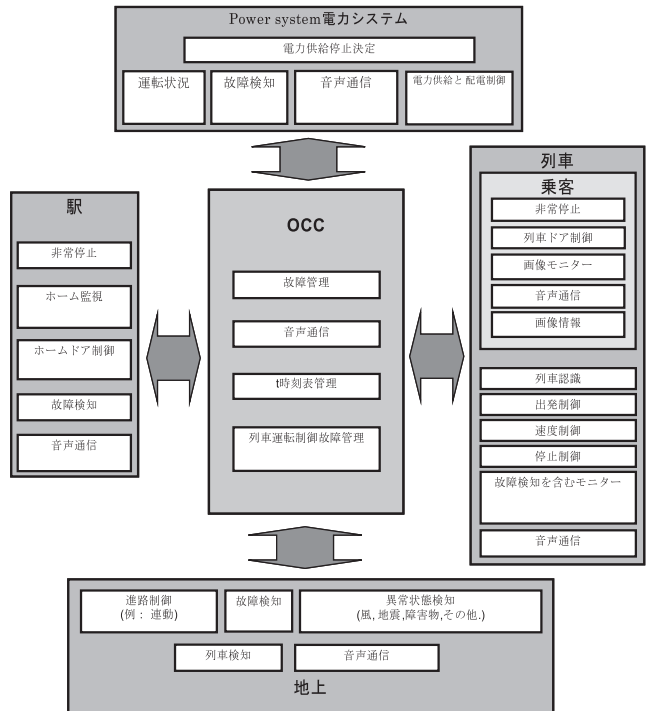 Power system電力システム
電力供給停止決定
運転状況
故障検知
音声通信
電力供給と 配電制御
駅
非常停止
ホーム監視
ホームドア制御
故障検知
音声通信
OCC
故障管理
音声通信
t時刻表管理
列車運転制御故障管理
列車
乗客
非常停止
列車ドア制御
画像モニター
音声通信
画像情報
列車認識
出発制御
速度制御
停止制御
故障検知を含むモニター
音声通信
進路制御
(例： 連動)
故障検知
異常状態検知
(風, 地震,障害物,その他.)
列車検知
音声通信
地上